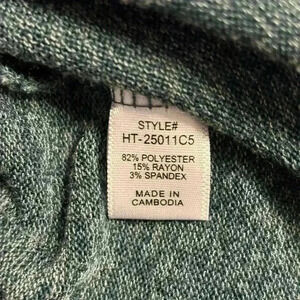 STYLE#
HT-25011C5
82% POLYESTER
15% RAYON
3% SPANDEX
MADE IN
CAMBODIA